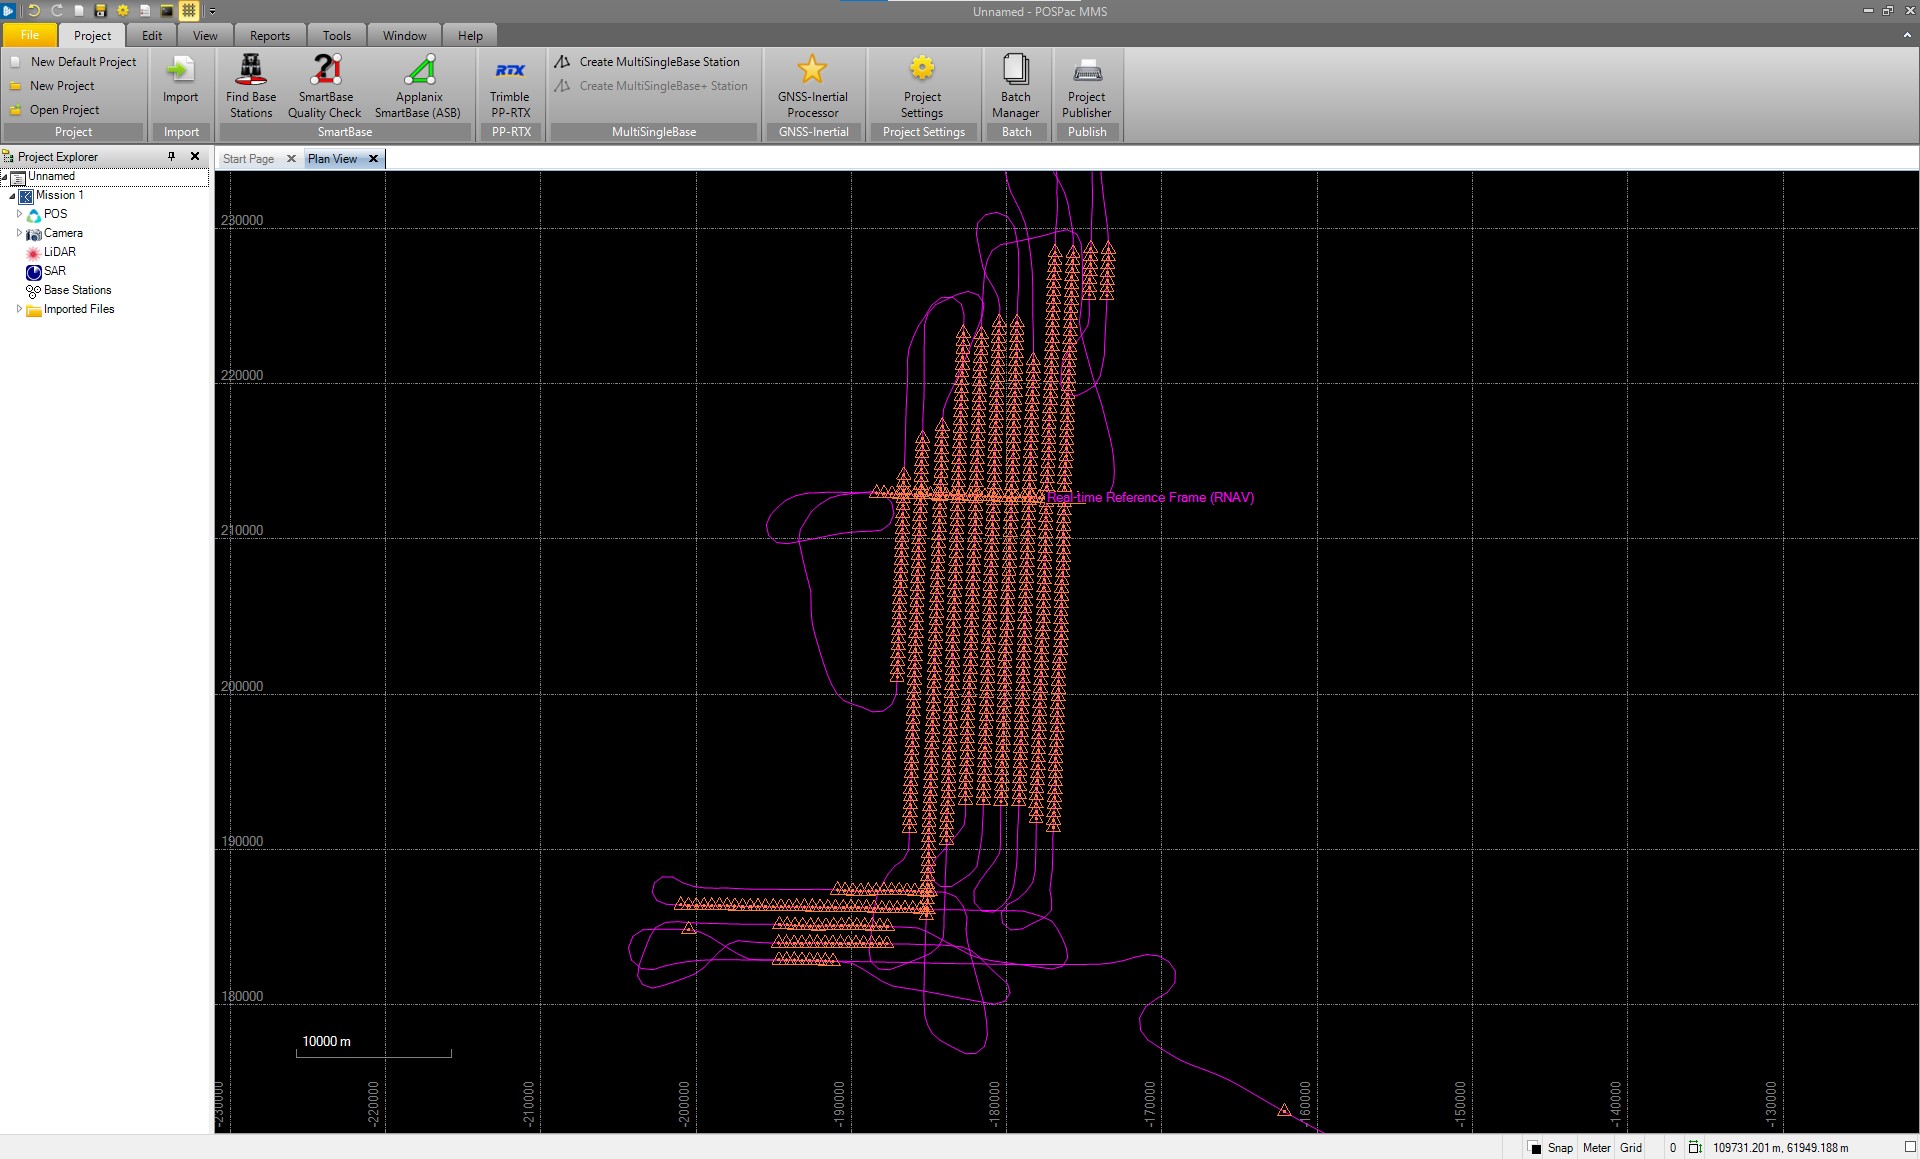 Unnamed - POSPac MMS
File
Project
Edit
View
Reports
Tools
Window
Help
New Default Project
New Project
Open Project
Project
Import
Import
Find Base
Stations
SmartBase
Quality Check
Applanix
SmartBase (ASB)
SmartBase
RTX
Trimble
PP-RTX
PP-RTX
Create MultiSingleBase Station
Create MultiSingleBase+ Station
MultiSingleBase
GNSS-Inertial
Processor
GNSS-Inertial
Project
Settings
Project Settings
Batch
Manager
Batch
Project
Publisher
Publish
Project Explorer
Unnamed
Mission 1
POS
Camera
LiDAR
SAR
Base Stations
Imported Files
Start Page
Plan View
230000
220000
Real-time Reference Frame (RNAV)
210000
200000
190000
180000
10000 m
-230000
-220000
-210000
-200000
-190000
-180000
-170000
-160000
-150000
-140000
-130000
Snap
Meter
Grid
0
109731.201 m, 61949.188 m